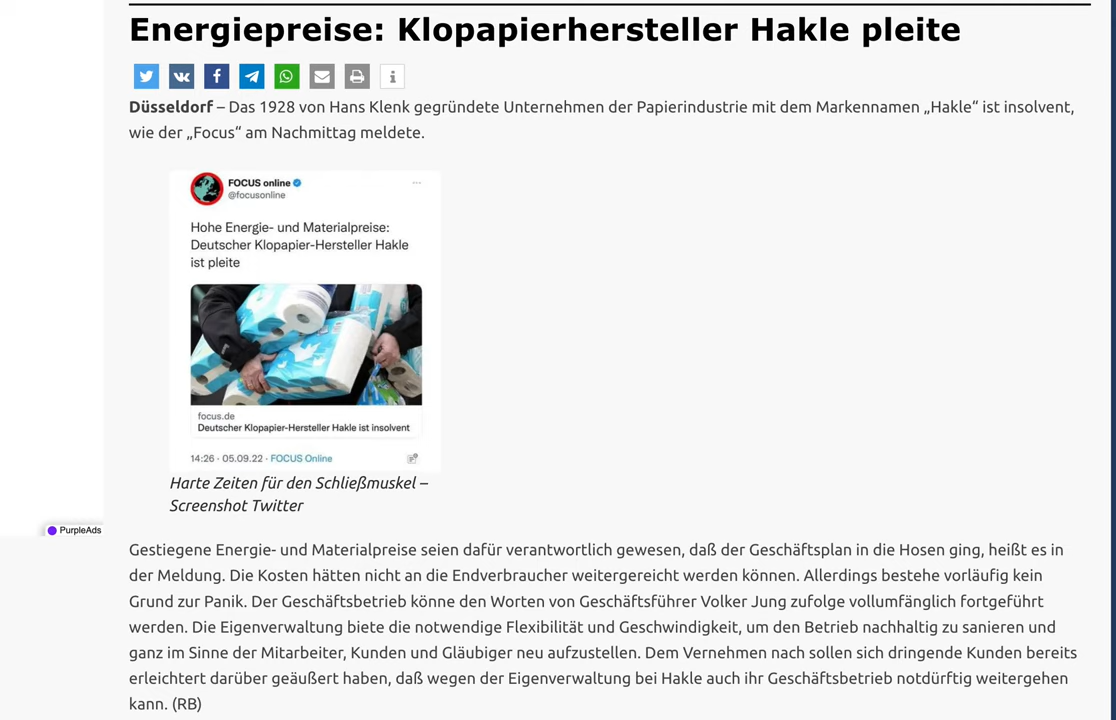 Energiepreise: Klopapierhersteller Hakle pleite
Düsseldorf – Das 1928 von Hans Klenk gegründete Unternehmen der Papierindustrie mit dem Markennamen „Hakle“ ist insolvent,
wie der „Focus“ am Nachmittag meldete.
FOCUS online
@focusonline
Hohe Energie- und Materialpreise:
Deutscher Klopapier-Hersteller Hakle
ist pleite
focus.de
Deutscher Klopapier-Hersteller Hakle ist insolvent
14:26 · 05.09.22 · FOCUS Online
Harte Zeiten für den Schließmuskel –
Screenshot Twitter
PurpleAds
Gestiegene Energie- und Materialpreise seien dafür verantwortlich gewesen, daß der Geschäftsplan in die Hosen ging, heißt es in
der Meldung. Die Kosten hätten nicht an die Endverbraucher weitergereicht werden können. Allerdings bestehe vorläufig kein
Grund zur Panik. Der Geschäftsbetrieb könne den Worten von Geschäftsführer Volker Jung zufolge vollumfänglich fortgeführt
werden. Die Eigenverwaltung biete die notwendige Flexibilität und Geschwindigkeit, um den Betrieb nachhaltig zu sanieren und
ganz im Sinne der Mitarbeiter, Kunden und Gläubiger neu aufzustellen. Dem Vernehmen nach sollen sich dringende Kunden bereits
erleichtert darüber geäußert haben, daß wegen der Eigenverwaltung bei Hakle auch ihr Geschäftsbetrieb notdürftig weitergehen
kann. (RB)